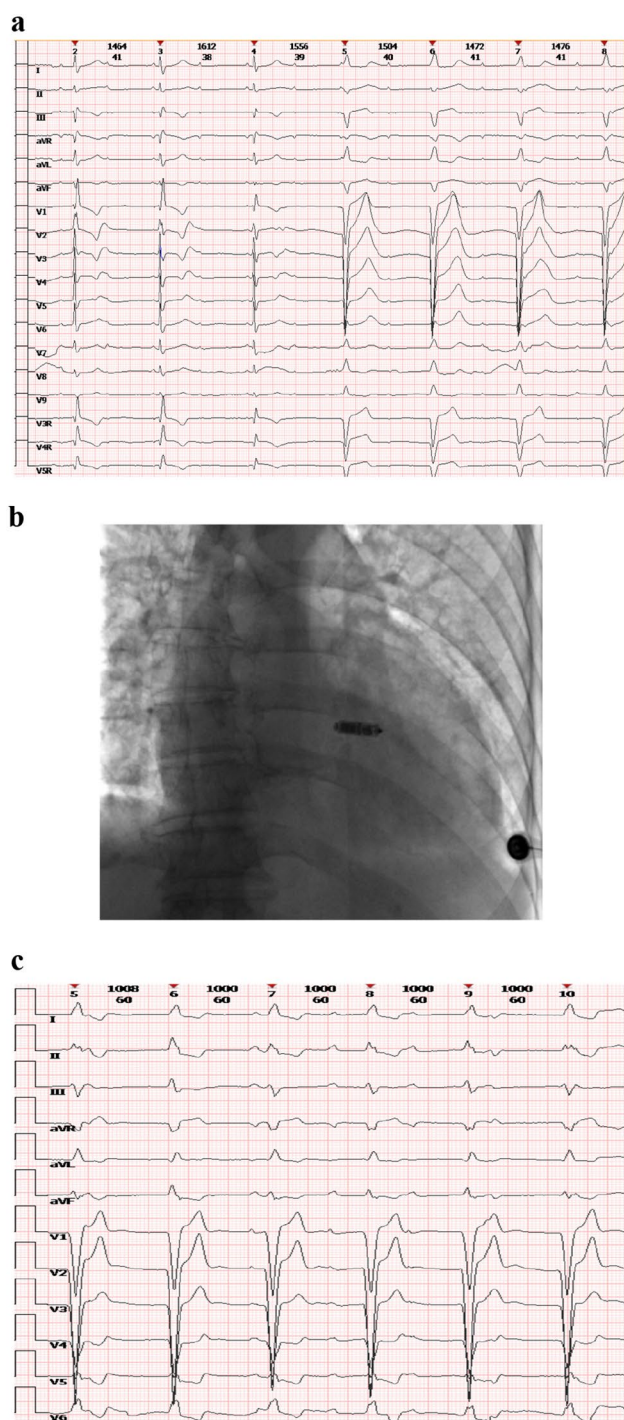 a
2 1464 3 1612 4 1556 5 1504 6 1472 7 1476 8
41 38 39 40 41 41
I
II
III
aVR
aVL
aVF
V1
V2
V3
V4
V5
V6
V7
V8
V9
V3R
V4R
V5R
b
c
5 1008 6 1000 7 1000 8 1000 9 1000 10
60 60 60 60 60
I
II
III
aVR
aVL
aVF
V1
V2
V3
V4
V5
V6